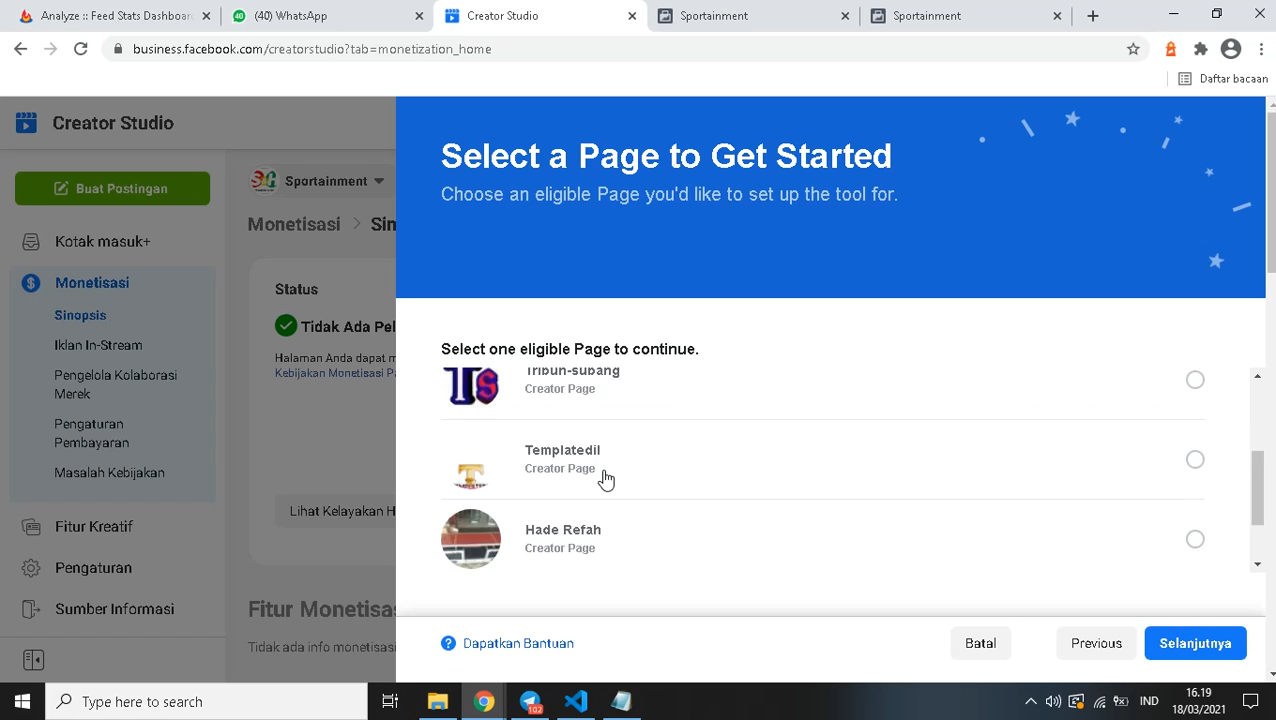 Analyze :: Feed Stats Dashboa
(40) WhatsApp
Creator Studio
Sportainment
Sportainment
business.facebook.com/creatorstudio?tab=monetization_home
Daftar bacaan
Creator Studio
Buat Postingan
Kotak masuk+
Monetisasi
Sinopsis
Iklan In-Stream
Pengelola Kolaborasi
Merek
Pengaturan
Pembayaran
Masalah Kebijakan
Fitur Kreatif
Pengaturan
Sumber Informasi
Sportainment
Monetisasi > Sin
Status
Tidak Ada Pel
Halaman Anda dapat m
Kebijakan Monetisasi P
Lihat Kelayakan H
Fitur Monetisa
Tidak ada info monetisas
Select a Page to Get Started
Choose an eligible Page you'd like to set up the tool for.
Select one eligible Page to continue.
Tribun-subang
Creator Page
Templatedil
Creator Page
Hade Refah
Creator Page
Dapatkan Bantuan
Batal
Previous
Selanjutnya
Type here to search
102
IND
16.19
18/03/2021